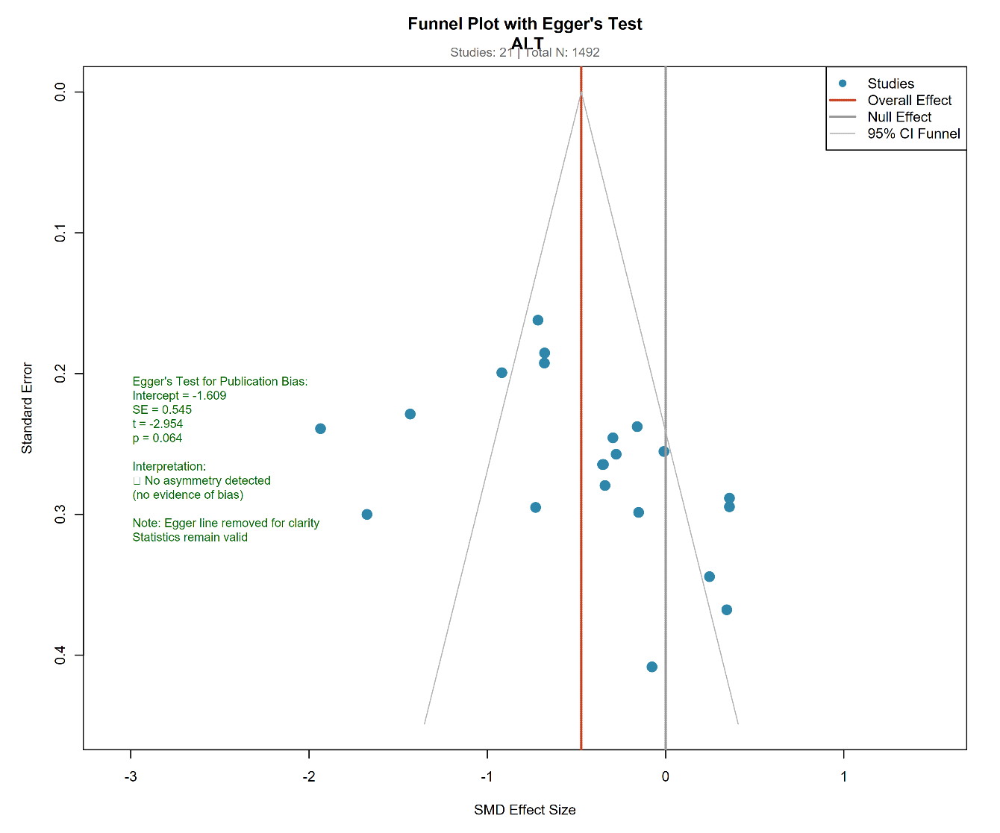 Funnel Plot with Egger's Test
ALT
Studies: 21 | Total N: 1492
Studies
Overall Effect
Null Effect
95% CI Funnel
0.0
0.1
0.2
0.3
0.4
Standard Error
Egger's Test for Publication Bias:
Intercept = -1.609
SE = 0.545
t = -2.954
p = 0.064
Interpretation:
□ No asymmetry detected
(no evidence of bias)
Note: Egger line removed for clarity
Statistics remain valid
-3 -2 -1 0 1
SMD Effect Size